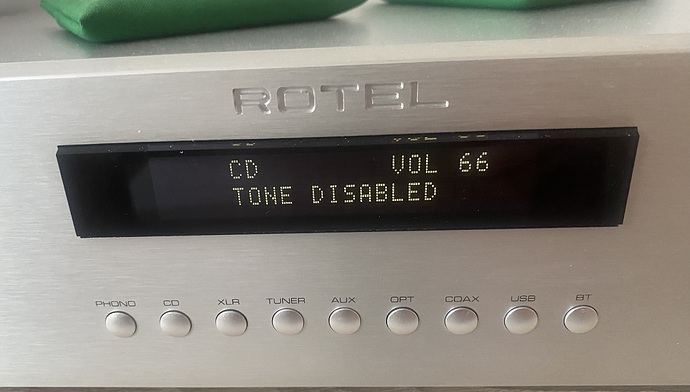 ROTEL
CD VOL 66
TONE DISABLED
PHONO CD XLR TUNER AUX OPT COAX USB BT